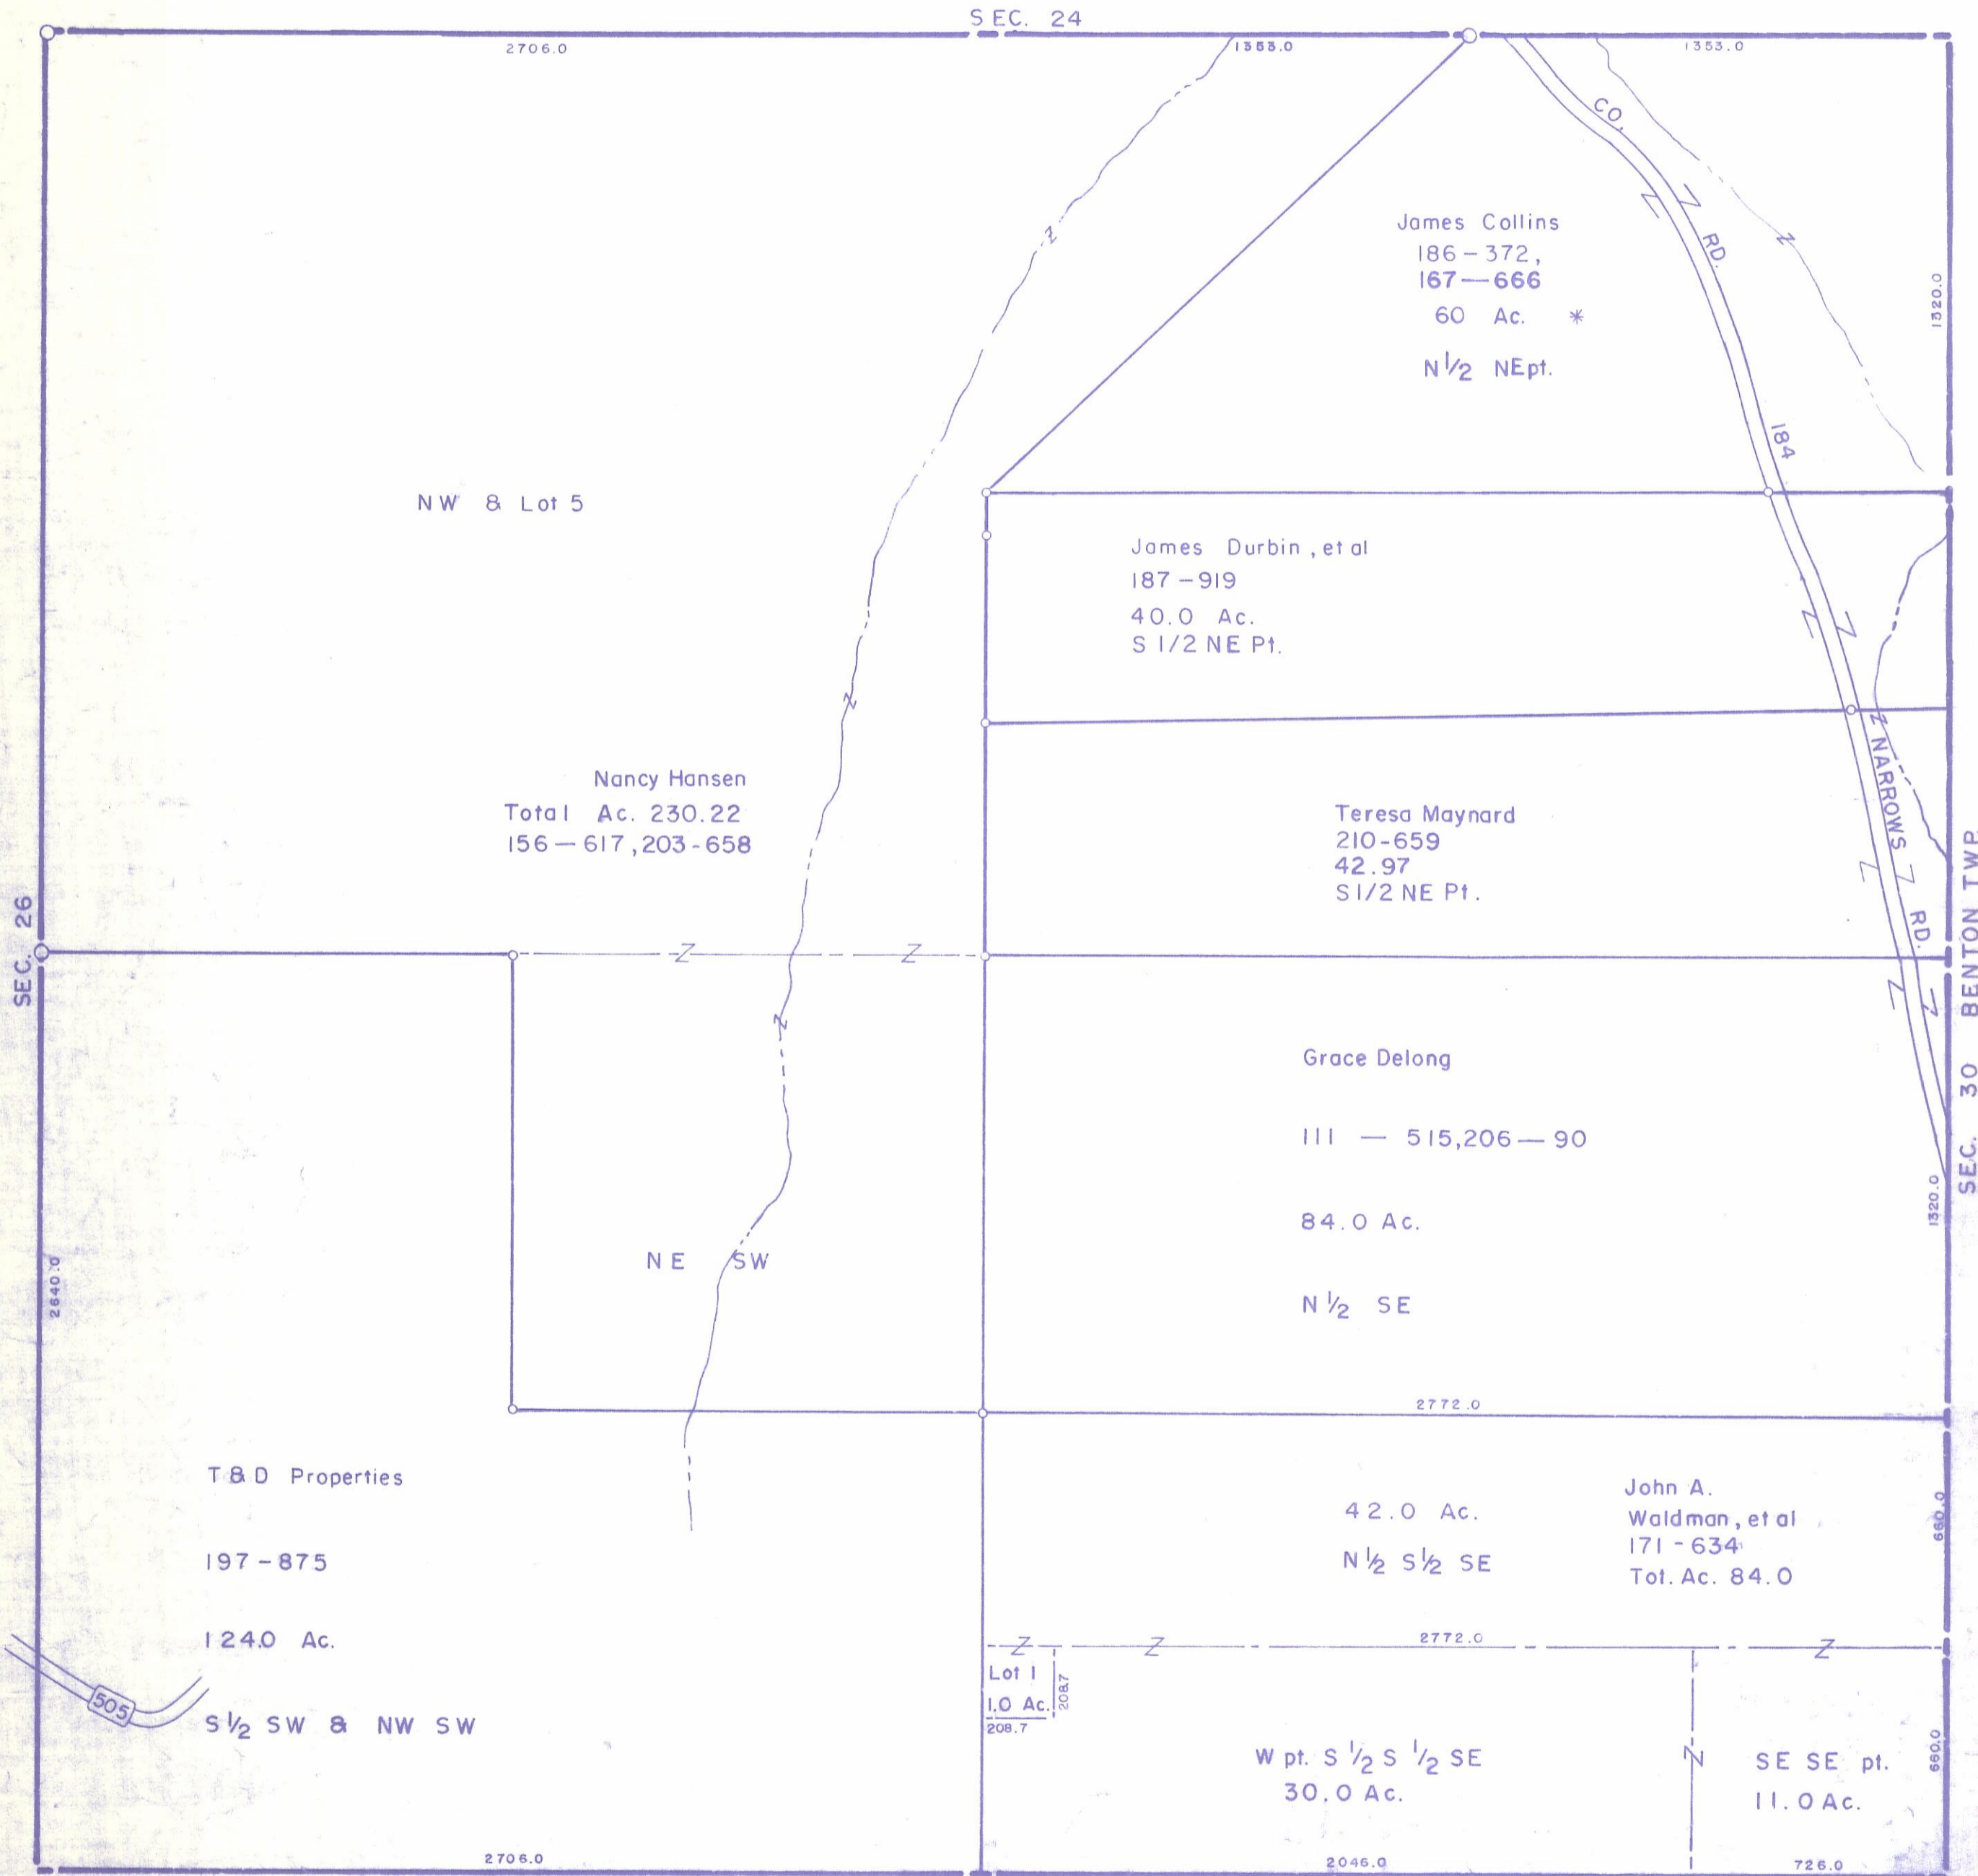 SEC. 24
2706.0
1353.0
1353.0
CO.
RD.
184
James Collins
186-372,
167-666
60 Ac. *
N 1/2 NEpt.
1320.0
NW & Lot 5
James Durbin, et al
187-919
40.0 Ac.
S 1/2 NE Pt.
Nancy Hansen
Total Ac. 230.22
156-617, 203-658
Teresa Maynard
210-659
42.97
S 1/2 NE Pt.
NARROWS
RD.
SEC. 26
SEC. 30 BENTON TWP.
Grace Delong
111 - 515, 206 - 90
84.0 Ac.
N 1/2 SE
1320.0
2640.0
NE SW
2772.0
T & D Properties
197-875
124.0 Ac.
S 1/2 SW & NW SW
505
42.0 Ac.
N 1/2 S 1/2 SE
John A.
Waldman, et al
171-634
Tot. Ac. 84.0
660.0
2772.0
Lot 1
1.0 Ac.
208.7
208.7
W pt. S 1/2 S 1/2 SE
30.0 Ac.
SE SE pt.
11.0 Ac.
660.0
2706.0
2046.0
726.0